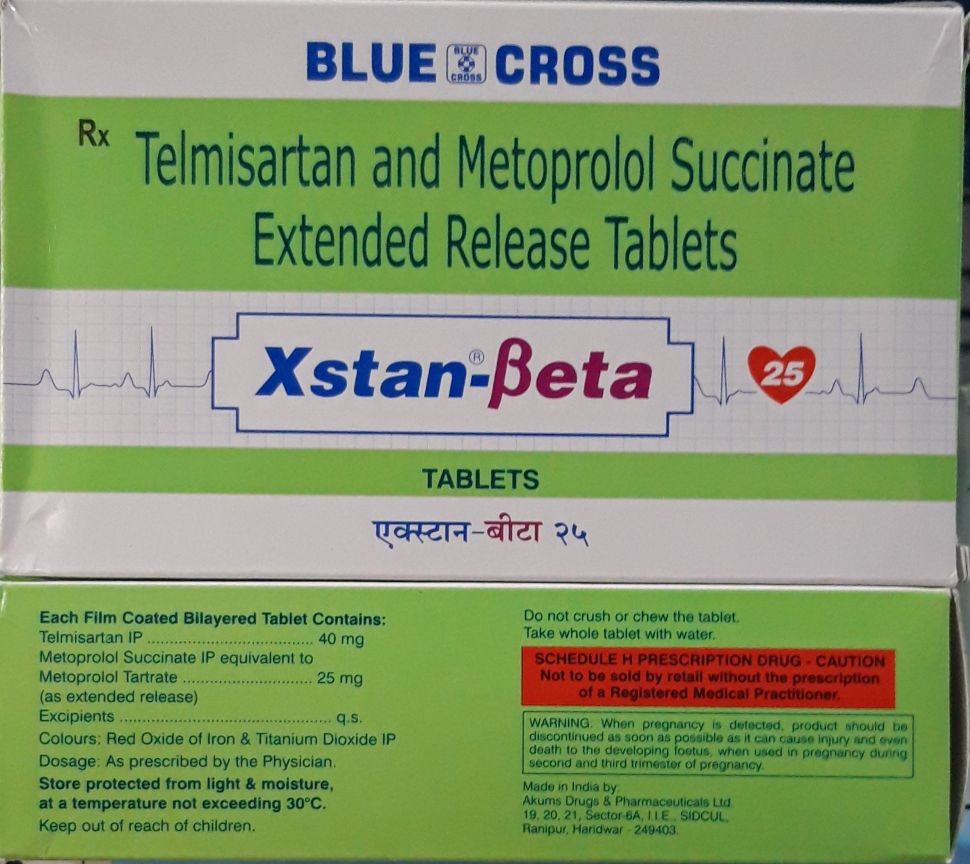 BLUE BLUE CROSS CROSS
Rx Telmisartan and Metoprolol Succinate
Extended Release Tablets
Xstan®-βeta 25
TABLETS
एक्स्टान-बीटा २५
Each Film Coated Bilayered Tablet Contains:
Telmisartan IP .................................. 40 mg
Metoprolol Succinate IP equivalent to
Metoprolol Tartrate ........................... 25 mg
(as extended release)
Excipients ............................................ q.s.
Colours: Red Oxide of Iron & Titanium Dioxide IP
Dosage: As prescribed by the Physician.
Store protected from light & moisture,
at a temperature not exceeding 30°C.
Keep out of reach of children.
Do not crush or chew the tablet.
Take whole tablet with water.
SCHEDULE H PRESCRIPTION DRUG - CAUTION
Not to be sold by retail without the prescription
of a Registered Medical Practitioner.
WARNING: When pregnancy is detected, product should be
discontinued as soon as possible as it can cause injury and even
death to the developing foetus, when used in pregnancy during
second and third trimester of pregnancy.
Made in India by:
Akums Drugs & Pharmaceuticals Ltd.
19, 20, 21, Sector-6A, I.I.E., SIDCUL,
Ranipur, Haridwar - 249403.